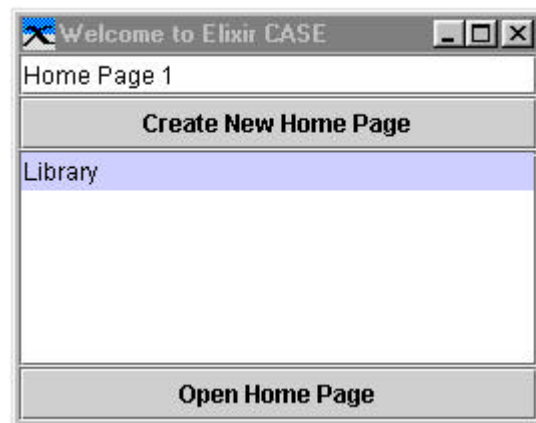 Welcome to Elixir CASE
Home Page 1
Create New Home Page
Library
Open Home Page